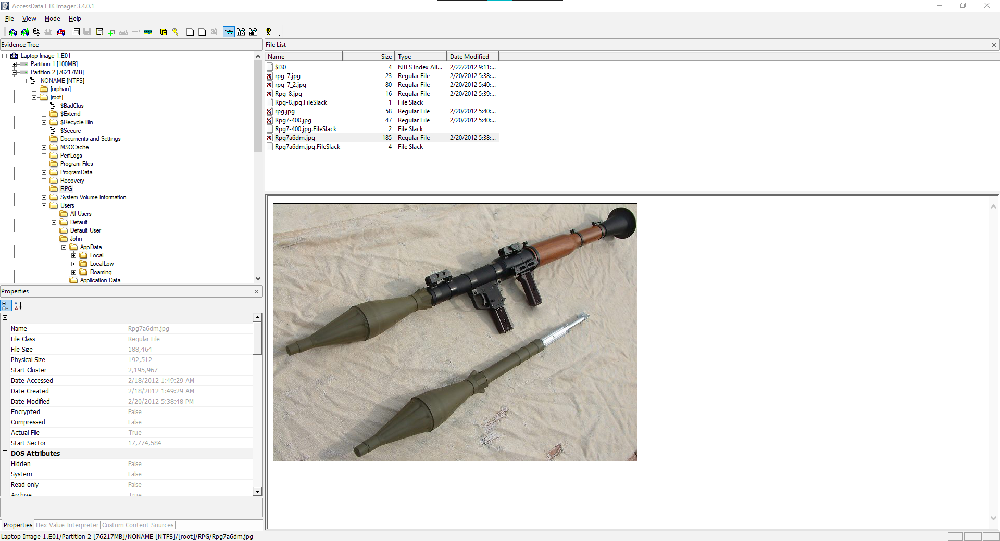 AccessData FTK Imager 3.4.0.1
File View Mode Help
Evidence Tree
Laptop Image 1.E01
Partition 1 [100MB]
Partition 2 [76217MB]
NONAME [NTFS]
[orphan]
[root]
$BadClus
$Extend
$Recycle.Bin
$Secure
Documents and Settings
MSOCache
PerfLogs
Program Files
ProgramData
Recovery
RPG
System Volume Information
Users
All Users
Default
Default User
John
AppData
Local
LocalLow
Roaming
Application Data
File List
Name Size Type Date Modified
$I30 4 NTFS Index All... 2/22/2012 9:11:...
rpg-7.jpg 23 Regular File 2/20/2012 5:38:...
rpg-7_2.jpg 80 Regular File 2/20/2012 5:40:...
Rpg-8.jpg 16 Regular File 2/20/2012 5:39:...
Rpg-8.jpg.FileSlack 1 File Slack
rpg.jpg 58 Regular File 2/20/2012 5:40:...
Rpg7-400.jpg 47 Regular File 2/20/2012 5:40:...
Rpg7-400.jpg.FileSlack 2 File Slack
Rpg7a6dm.jpg 185 Regular File 2/20/2012 5:38:...
Rpg7a6dm.jpg.FileSlack 4 File Slack
Properties
Name Rpg7a6dm.jpg
File Class Regular File
File Size 188,464
Physical Size 192,512
Start Cluster 2,195,967
Date Accessed 2/18/2012 1:49:29 AM
Date Created 2/18/2012 1:49:29 AM
Date Modified 2/20/2012 5:38:48 PM
Encrypted False
Compressed False
Actual File True
Start Sector 17,774,584
DOS Attributes
Hidden False
System False
Read only False
Archive True
Properties Hex Value Interpreter Custom Content Sources
Laptop Image 1.E01/Partition 2 [76217MB]/NONAME [NTFS]/[root]/RPG/Rpg7a6dm.jpg